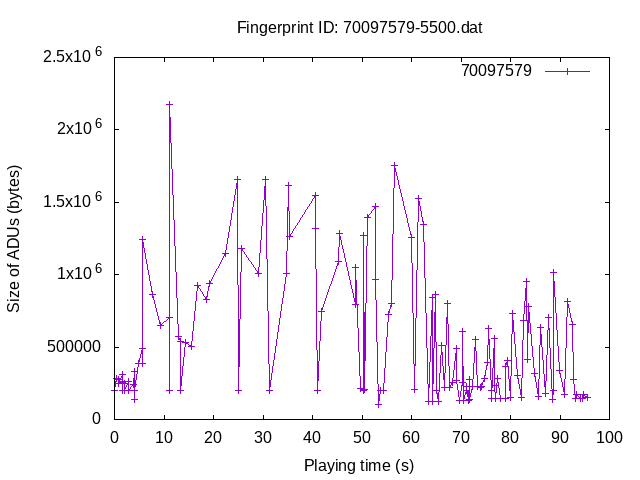 Fingerprint ID: 70097579-5500.dat
2.5x10^6
70097579
2x10^6
1.5x10^6
1x10^6
500000
0
Size of ADUs (bytes)
0 10 20 30 40 50 60 70 80 90 100
Playing time (s)